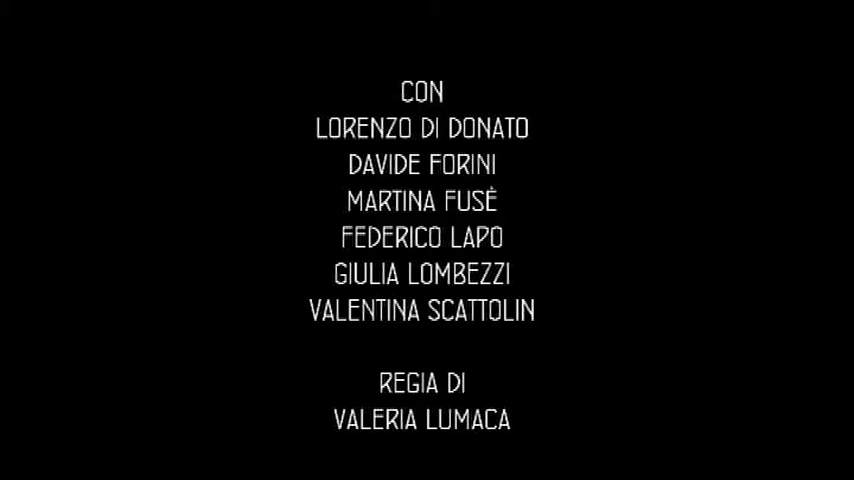 CON
LORENZO DI DONATO
DAVIDE FORINI
MARTINA FUSÈ
FEDERICO LAPO
GIULIA LOMBEZZI
VALENTINA SCATTOLIN
REGIA DI
VALERIA LUMACA